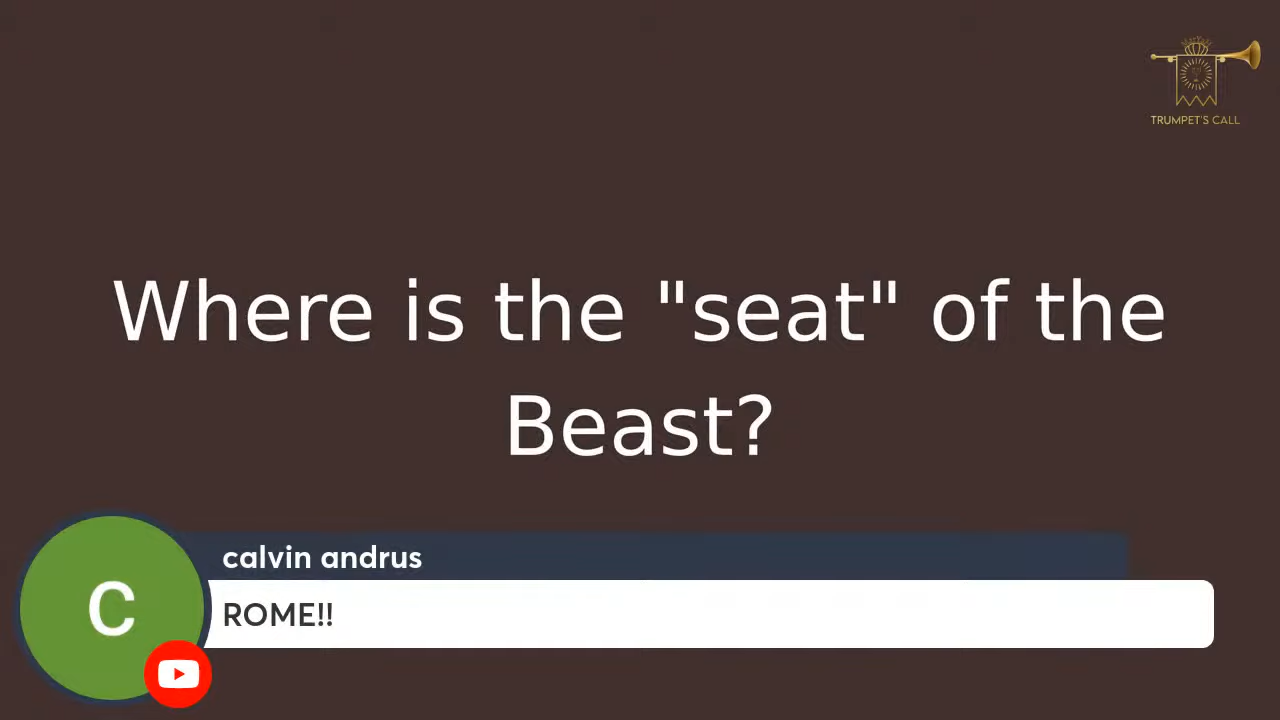 TRUMPET'S CALL
Where is the "seat" of the
Beast?
calvin andrus
C
ROME!!